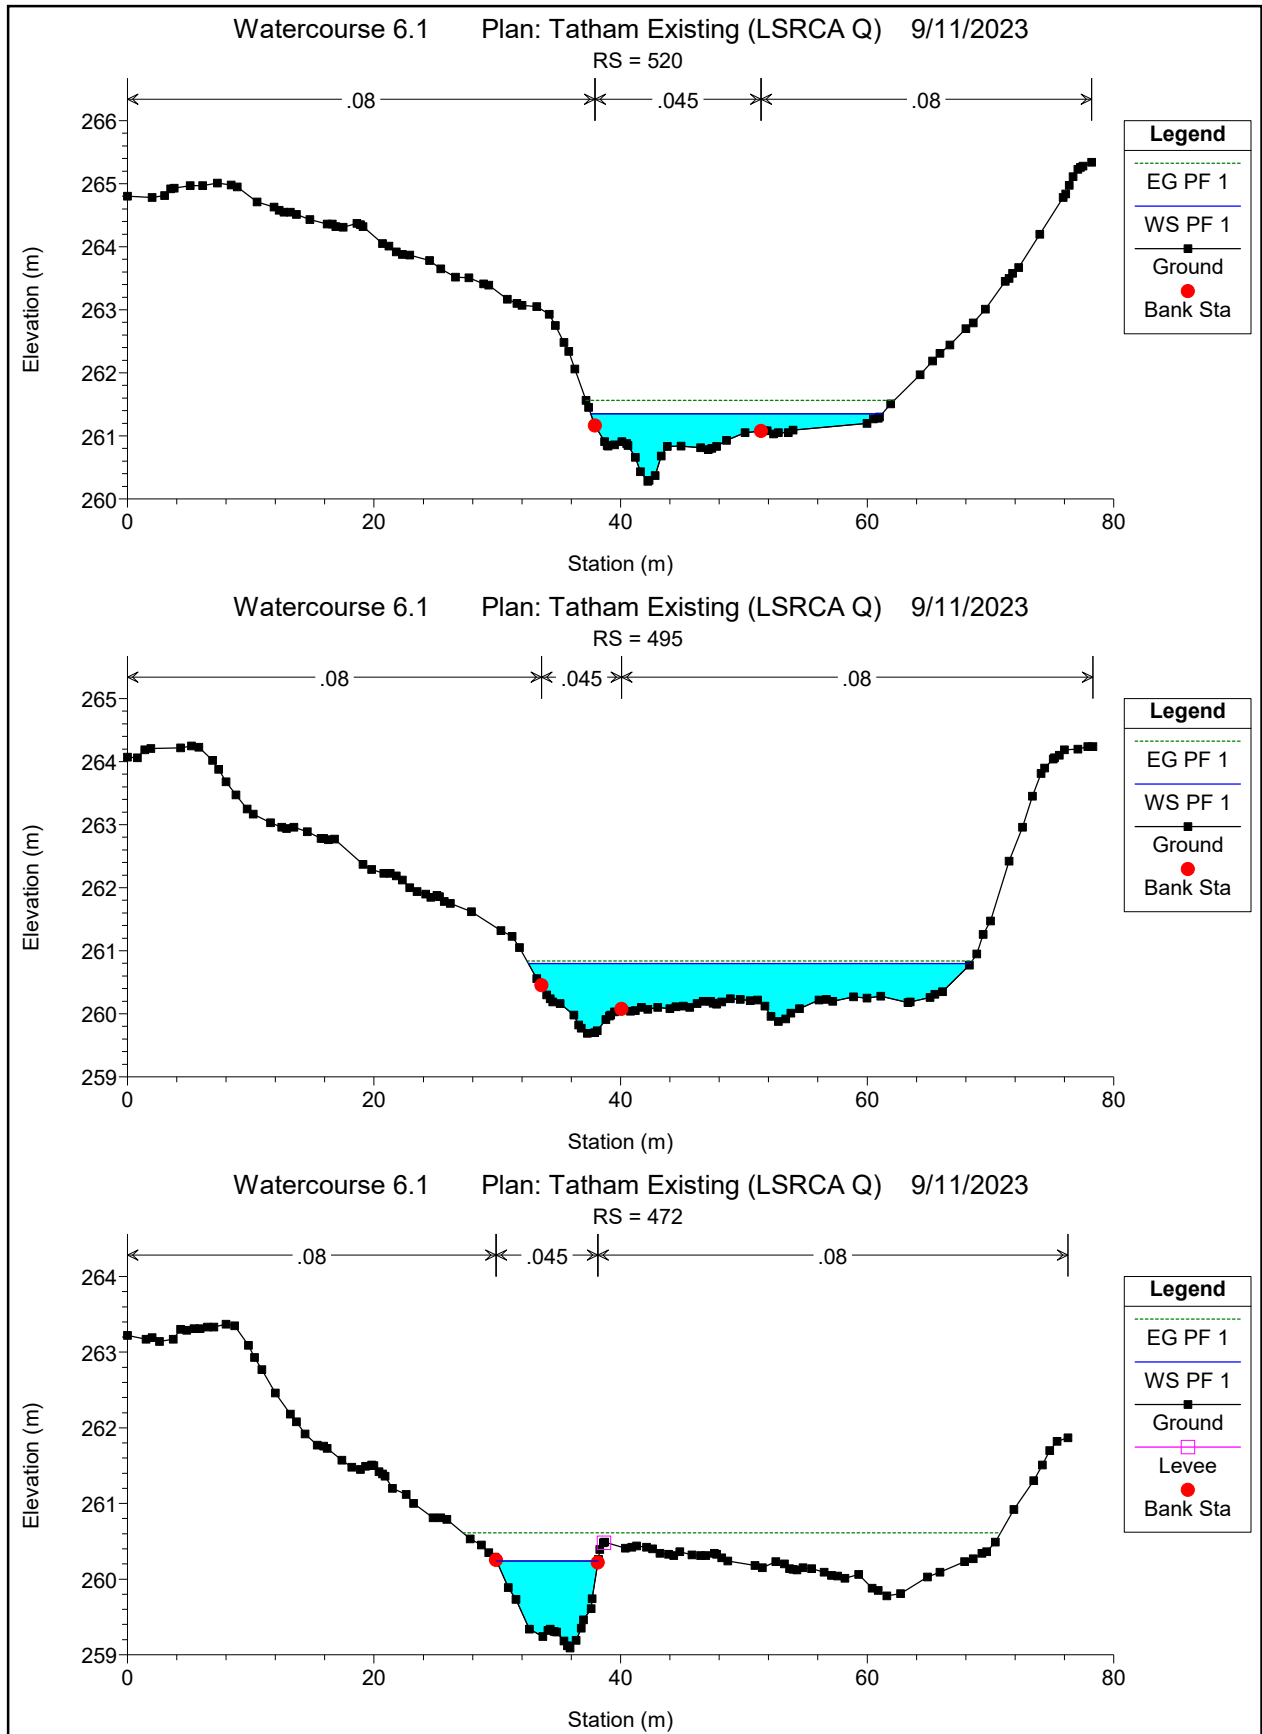 Watercourse 6.1 Plan: Tatham Existing (LSRCA Q) 9/11/2023
RS = 520
.08 .045 .08
266
265
264
263
262
261
260
Elevation (m)
0 20 40 60 80
Station (m)
Legend
EG PF 1
WS PF 1
Ground
Bank Sta
Watercourse 6.1 Plan: Tatham Existing (LSRCA Q) 9/11/2023
RS = 495
.08 .045 .08
265
264
263
262
261
260
259
Elevation (m)
0 20 40 60 80
Station (m)
Legend
EG PF 1
WS PF 1
Ground
Bank Sta
Watercourse 6.1 Plan: Tatham Existing (LSRCA Q) 9/11/2023
RS = 472
.08 .045 .08
264
263
262
261
260
259
Elevation (m)
0 20 40 60 80
Station (m)
Legend
EG PF 1
WS PF 1
Ground
Levee
Bank Sta